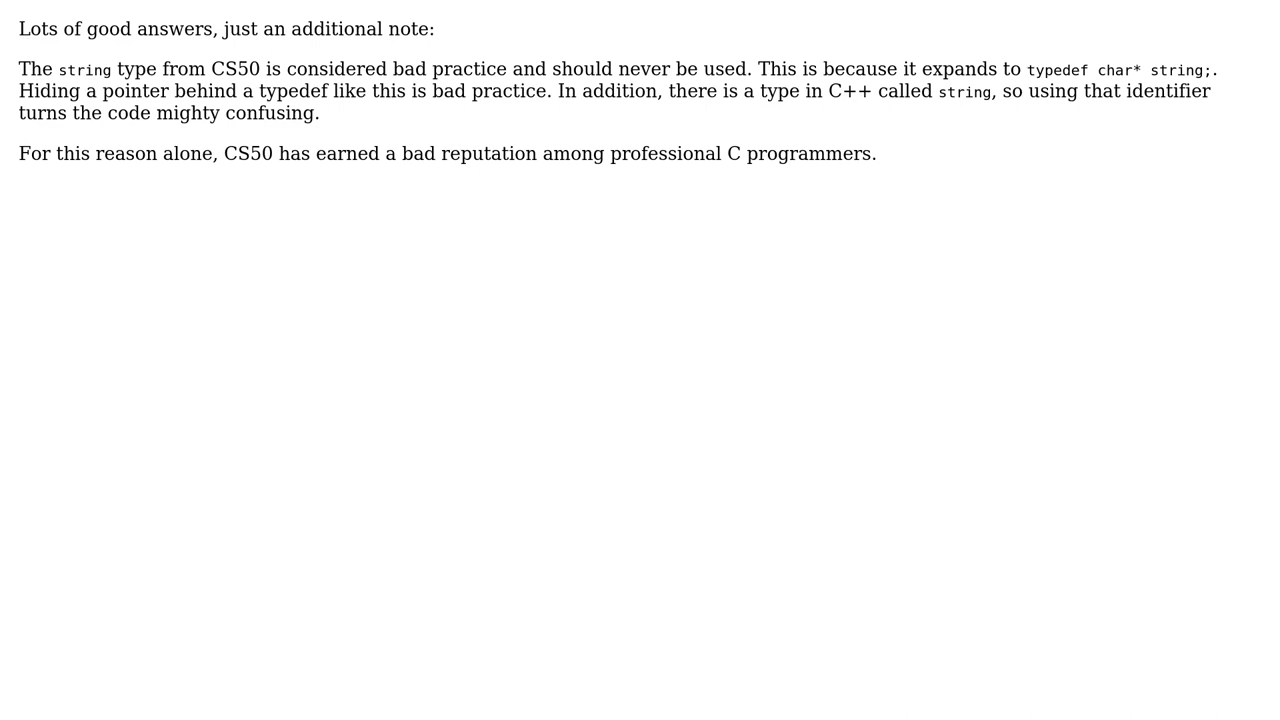 Lots of good answers, just an additional note:
The string type from CS50 is considered bad practice and should never be used. This is because it expands to typedef char* string;.
Hiding a pointer behind a typedef like this is bad practice. In addition, there is a type in C++ called string, so using that identifier
turns the code mighty confusing.
For this reason alone, CS50 has earned a bad reputation among professional C programmers.